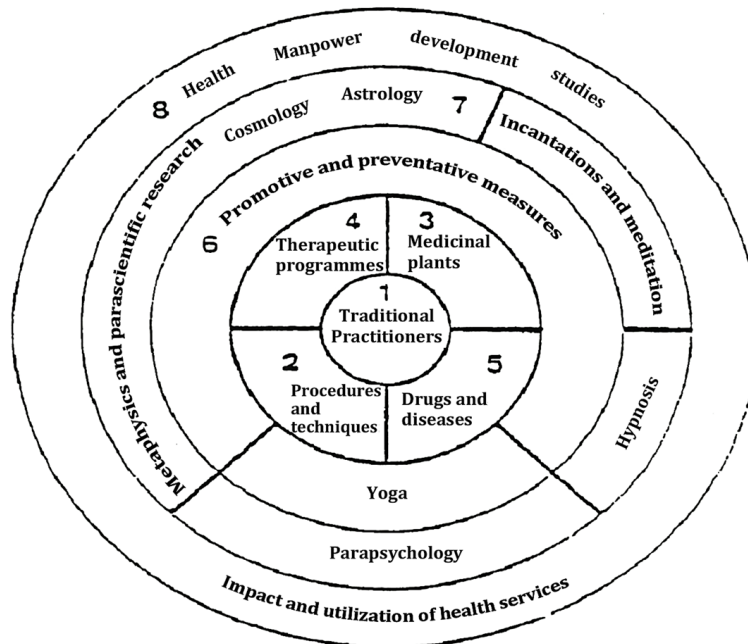 Health Manpower development studies
8
Cosmology Astrology
7
Incantations and meditation
Metaphysics and parascientific research
Promotive and preventative measures
6
4
Therapeutic
programmes
3
Medicinal
plants
1
Traditional
Practitioners
2
Procedures
and
techniques
5
Drugs and
diseases
Hypnosis
Yoga
Parapsychology
Impact and utilization of health services